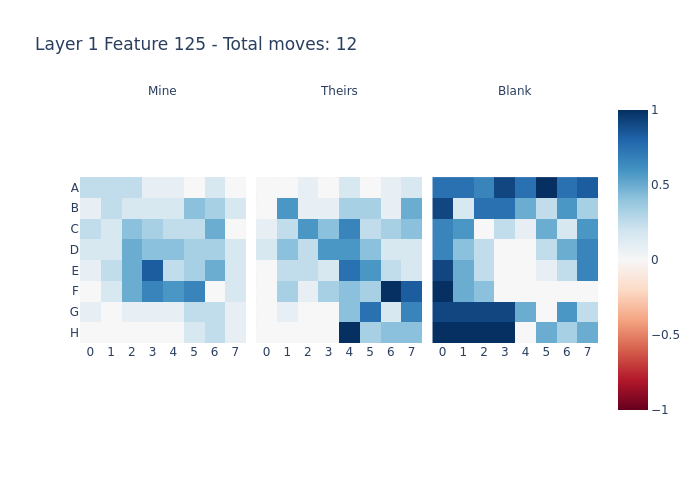 Layer 1 Feature 125 - Total moves: 12
Mine Theirs Blank
A
B
C
D
E
F
G
H
0 1 2 3 4 5 6 7 0 1 2 3 4 5 6 7 0 1 2 3 4 5 6 7
1
0.5
0
−0.5
−1